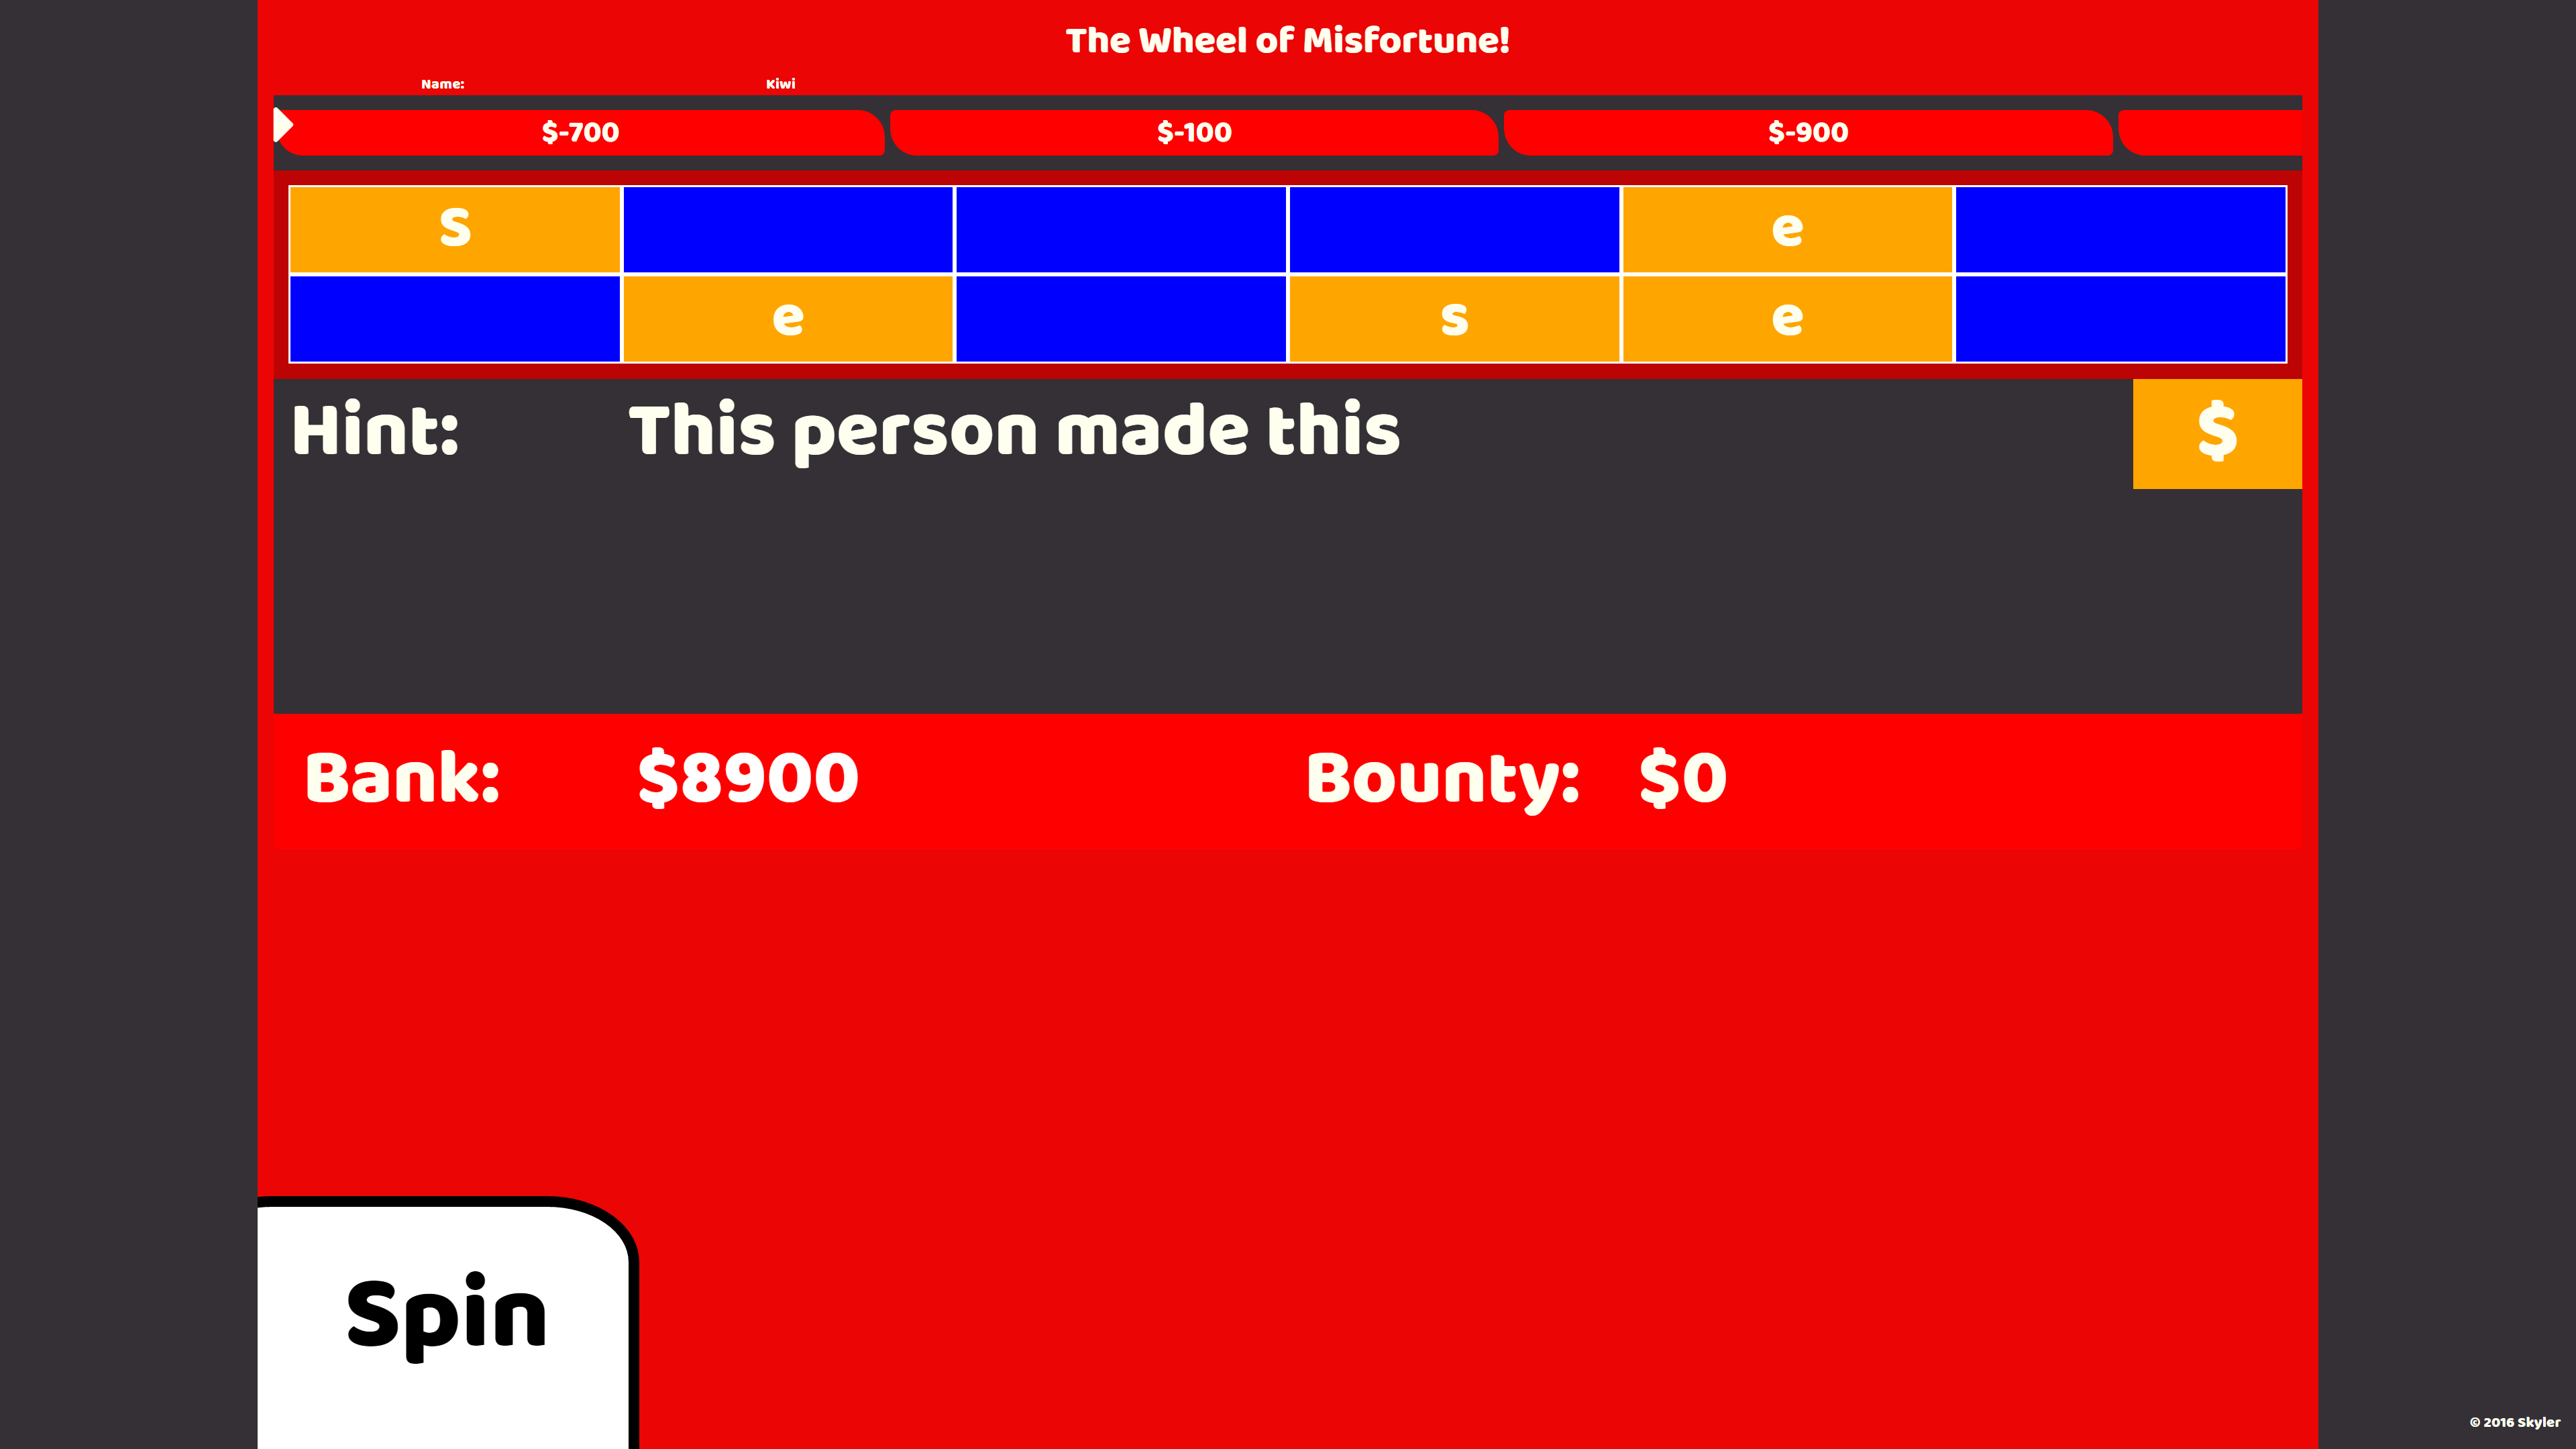 The Wheel of Misfortune!
Name: Kiwi
$-700 $-100 $-900
S e
e s e
Hint: This person made this $
Bank: $8900 Bounty: $0
Spin
© 2016 Skyler